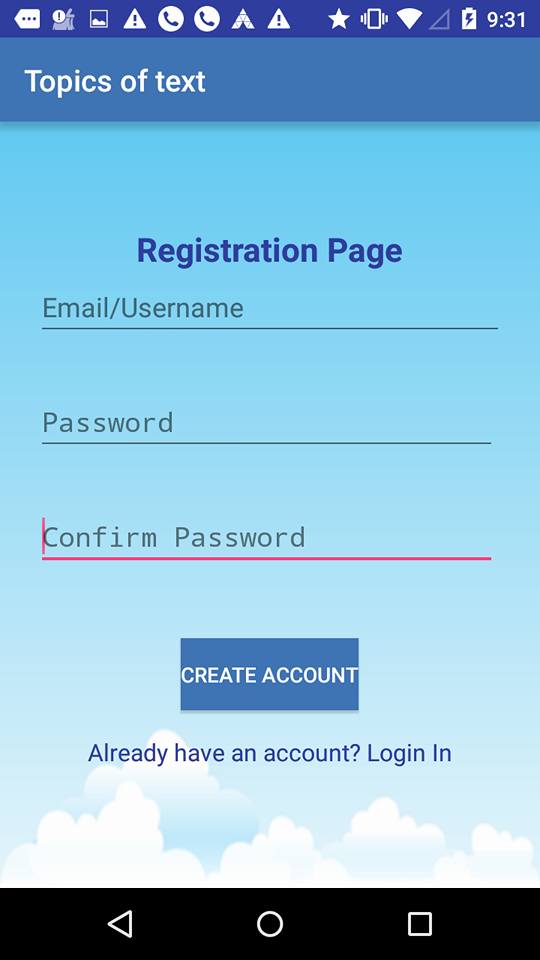 9:31
Topics of text
Registration Page
Email/Username
Password
Confirm Password
CREATE ACCOUNT
Already have an account? Login In